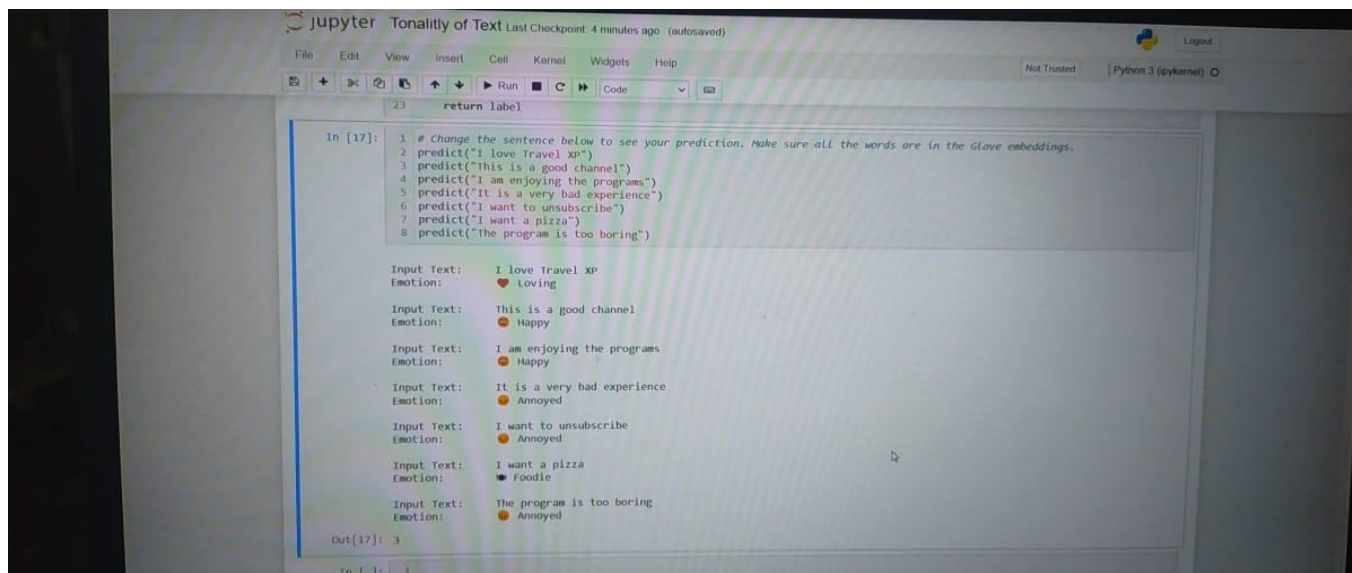 jupyter Tonalitly of Text Last Checkpoint: 4 minutes ago (autosaved)
Logout
File Edit View Insert Cell Kernel Widgets Help
Not Trusted Python 3 (ipykernel)
Run Code
23 return label
In [17]: 1 # Change the sentence below to see your prediction. Make sure all the words are in the Glove embeddings.
2 predict("I love Travel XP")
3 predict("This is a good channel")
4 predict("I am enjoying the programs")
5 predict("It is a very bad experience")
6 predict("I want to unsubscribe")
7 predict("I want a pizza")
8 predict("The program is too boring")
Input Text: I love Travel XP
Emotion: ❤ Loving
Input Text: This is a good channel
Emotion: Happy
Input Text: I am enjoying the programs
Emotion: Happy
Input Text: It is a very bad experience
Emotion: Annoyed
Input Text: I want to unsubscribe
Emotion: Annoyed
Input Text: I want a pizza
Emotion: Foodie
Input Text: The program is too boring
Emotion: Annoyed
Out[17]: 3
In [ ]: 1